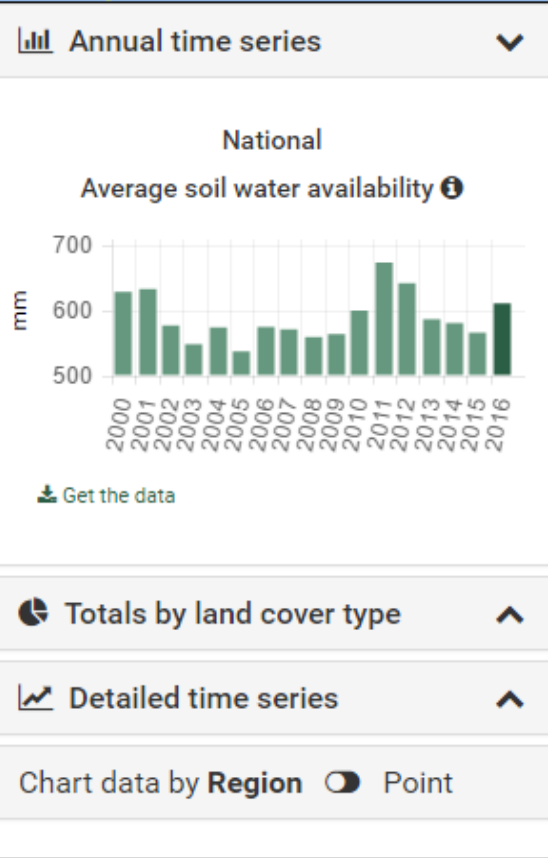 Annual time series
National
Average soil water availability
700
600
500
mm
2000 2001 2002 2003 2004 2005 2006 2007 2008 2009 2010 2011 2012 2013 2014 2015 2016
Get the data
Totals by land cover type
Detailed time series
Chart data by Region Point